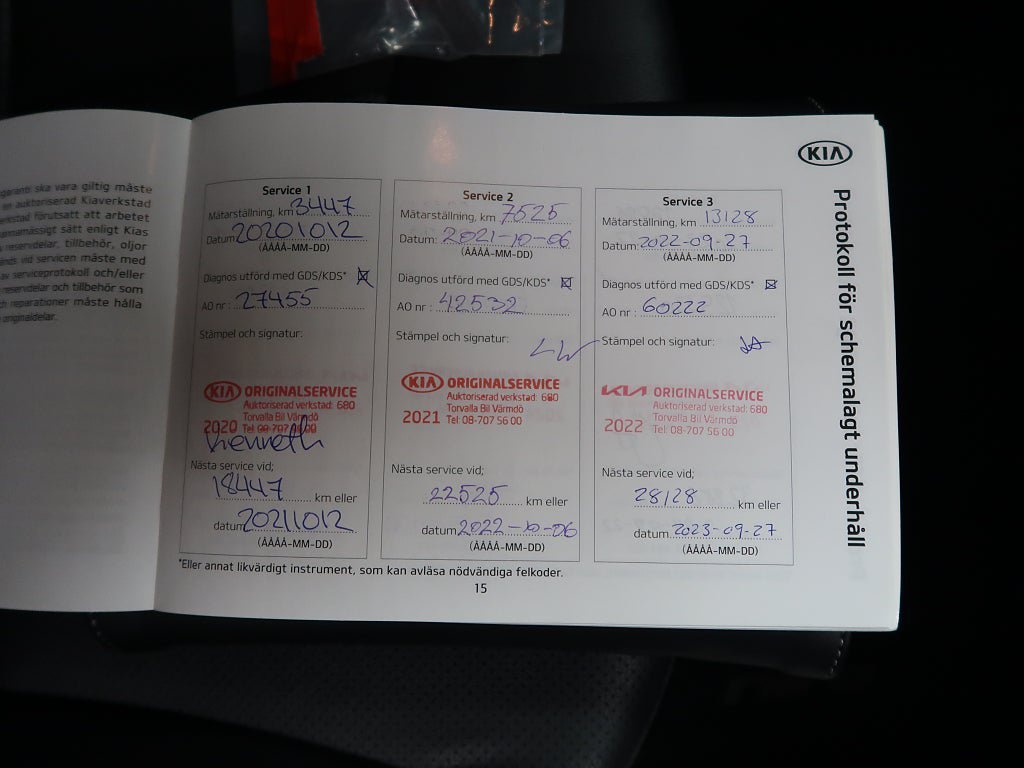 garanti ska vara giltig måste
en auktoriserad Kiaverkstad
förutsatt att arbetet
sätt enligt Kias
reservdelar, tillbehör, oljor
vid servicen måste med
av serviceprotokoll och/eller
reservdelar och tillbehör som
reparationer måste hålla
originaldelar.
KIA
Protokoll för schemalagt underhåll
Service 1
Mätarställning, km 3447
Datum 20201012
(ÅÅÅÅ-MM-DD)
Diagnos utförd med GDS/KDS*
AO nr : 27455
Stämpel och signatur:
KIA ORIGINALSERVICE
Auktoriserad verkstad: 680
Torvalla Bil Värmdö
2020 Tel: 08-707 56 00
Kenneth
Nästa service vid;
18447 km eller
datum 20211012
(ÅÅÅÅ-MM-DD)
Service 2
Mätarställning, km 7525
Datum: 2021-10-06
(ÅÅÅÅ-MM-DD)
Diagnos utförd med GDS/KDS*
AO nr : 42532
Stämpel och signatur:
LW
KIA ORIGINALSERVICE
Auktoriserad verkstad: 680
Torvalla Bil Värmdö
2021 Tel: 08-707 56 00
Nästa service vid;
22525 km eller
datum 2022-10-06
(ÅÅÅÅ-MM-DD)
Service 3
Mätarställning, km 13128
Datum: 2022-09-27
(ÅÅÅÅ-MM-DD)
Diagnos utförd med GDS/KDS*
AO nr : 60222
Stämpel och signatur:
KIA ORIGINALSERVICE
Auktoriserad verkstad: 680
Torvalla Bil Värmdö
2022 Tel: 08-707 56 00
Nästa service vid;
28128 km eller
datum. 2023-09-27
(ÅÅÅÅ-MM-DD)
*Eller annat likvärdigt instrument, som kan avläsa nödvändiga felkoder.
15